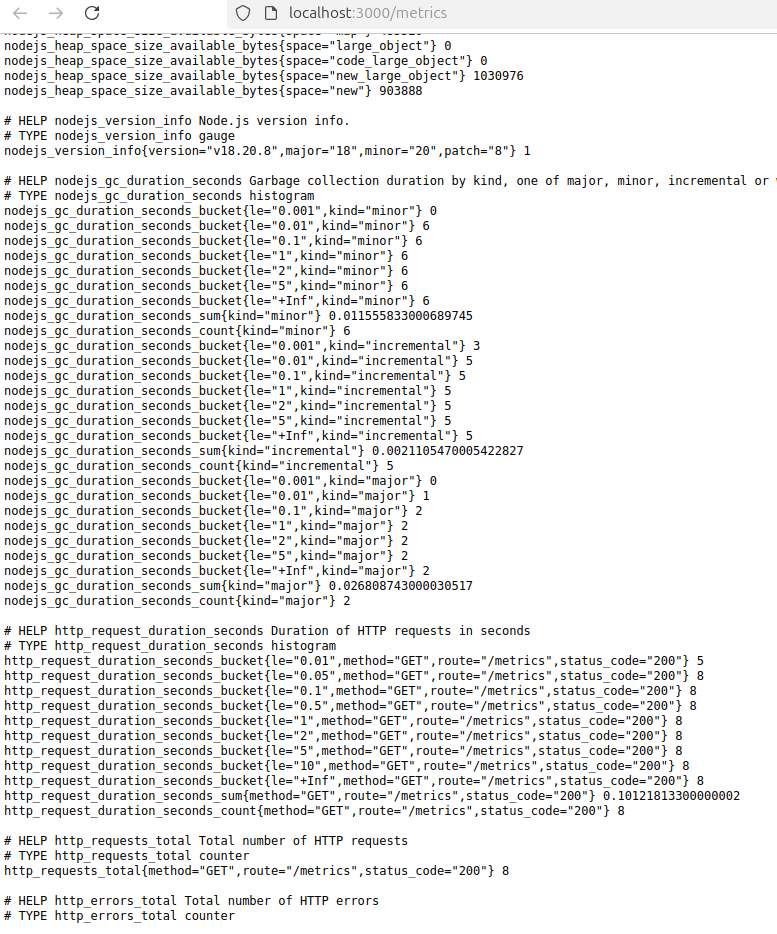 localhost:3000/metrics
nodejs_heap_space_size_available_bytes{space="large_object"} 0
nodejs_heap_space_size_available_bytes{space="code_large_object"} 0
nodejs_heap_space_size_available_bytes{space="new_large_object"} 1030976
nodejs_heap_space_size_available_bytes{space="new"} 903888
# HELP nodejs_version_info Node.js version info.
# TYPE nodejs_version_info gauge
nodejs_version_info{version="v18.20.8",major="18",minor="20",patch="8"} 1
# HELP nodejs_gc_duration_seconds Garbage collection duration by kind, one of major, minor, incremental or
# TYPE nodejs_gc_duration_seconds histogram
nodejs_gc_duration_seconds_bucket{le="0.001",kind="minor"} 0
nodejs_gc_duration_seconds_bucket{le="0.01",kind="minor"} 6
nodejs_gc_duration_seconds_bucket{le="0.1",kind="minor"} 6
nodejs_gc_duration_seconds_bucket{le="1",kind="minor"} 6
nodejs_gc_duration_seconds_bucket{le="2",kind="minor"} 6
nodejs_gc_duration_seconds_bucket{le="5",kind="minor"} 6
nodejs_gc_duration_seconds_bucket{le="+Inf",kind="minor"} 6
nodejs_gc_duration_seconds_sum{kind="minor"} 0.011555833000689745
nodejs_gc_duration_seconds_count{kind="minor"} 6
nodejs_gc_duration_seconds_bucket{le="0.001",kind="incremental"} 3
nodejs_gc_duration_seconds_bucket{le="0.01",kind="incremental"} 5
nodejs_gc_duration_seconds_bucket{le="0.1",kind="incremental"} 5
nodejs_gc_duration_seconds_bucket{le="1",kind="incremental"} 5
nodejs_gc_duration_seconds_bucket{le="2",kind="incremental"} 5
nodejs_gc_duration_seconds_bucket{le="5",kind="incremental"} 5
nodejs_gc_duration_seconds_bucket{le="+Inf",kind="incremental"} 5
nodejs_gc_duration_seconds_sum{kind="incremental"} 0.0021105470005422827
nodejs_gc_duration_seconds_count{kind="incremental"} 5
nodejs_gc_duration_seconds_bucket{le="0.001",kind="major"} 0
nodejs_gc_duration_seconds_bucket{le="0.01",kind="major"} 1
nodejs_gc_duration_seconds_bucket{le="0.1",kind="major"} 2
nodejs_gc_duration_seconds_bucket{le="1",kind="major"} 2
nodejs_gc_duration_seconds_bucket{le="2",kind="major"} 2
nodejs_gc_duration_seconds_bucket{le="5",kind="major"} 2
nodejs_gc_duration_seconds_bucket{le="+Inf",kind="major"} 2
nodejs_gc_duration_seconds_sum{kind="major"} 0.026808743000030517
nodejs_gc_duration_seconds_count{kind="major"} 2
# HELP http_request_duration_seconds Duration of HTTP requests in seconds
# TYPE http_request_duration_seconds histogram
http_request_duration_seconds_bucket{le="0.01",method="GET",route="/metrics",status_code="200"} 5
http_request_duration_seconds_bucket{le="0.05",method="GET",route="/metrics",status_code="200"} 8
http_request_duration_seconds_bucket{le="0.1",method="GET",route="/metrics",status_code="200"} 8
http_request_duration_seconds_bucket{le="0.5",method="GET",route="/metrics",status_code="200"} 8
http_request_duration_seconds_bucket{le="1",method="GET",route="/metrics",status_code="200"} 8
http_request_duration_seconds_bucket{le="2",method="GET",route="/metrics",status_code="200"} 8
http_request_duration_seconds_bucket{le="5",method="GET",route="/metrics",status_code="200"} 8
http_request_duration_seconds_bucket{le="10",method="GET",route="/metrics",status_code="200"} 8
http_request_duration_seconds_bucket{le="+Inf",method="GET",route="/metrics",status_code="200"} 8
http_request_duration_seconds_sum{method="GET",route="/metrics",status_code="200"} 0.10121813300000002
http_request_duration_seconds_count{method="GET",route="/metrics",status_code="200"} 8
# HELP http_requests_total Total number of HTTP requests
# TYPE http_requests_total counter
http_requests_total{method="GET",route="/metrics",status_code="200"} 8
# HELP http_errors_total Total number of HTTP errors
# TYPE http_errors_total counter